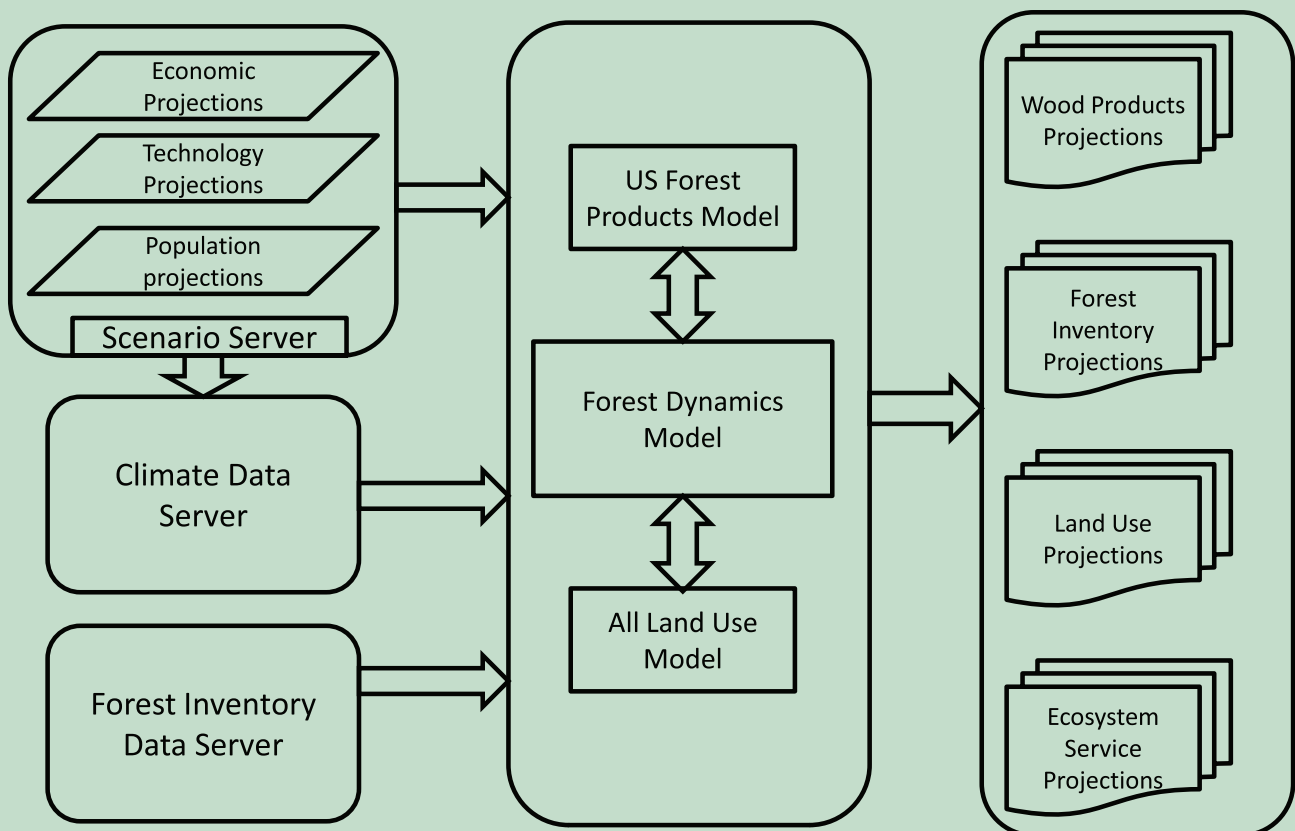 Economic
Projections
Technology
Projections
Population
projections
Scenario Server
Climate Data
Server
Forest Inventory
Data Server
US Forest
Products Model
Forest Dynamics
Model
All Land Use
Model
Wood Products
Projections
Forest
Inventory
Projections
Land Use
Projections
Ecosystem
Service
Projections